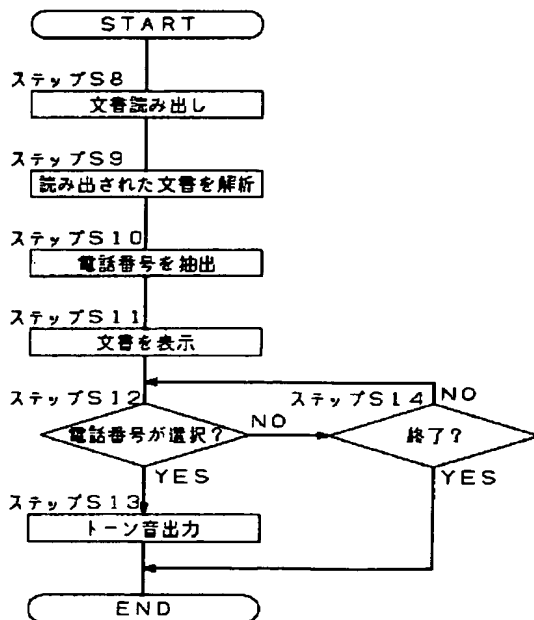 START
ステップS8
文書読み出し
ステップS9
読み出された文書を解析
ステップS10
電話番号を抽出
ステップS11
文書を表示
ステップS12
電話番号が選択?
NO
YES
ステップS14
終了?
NO
YES
ステップS13
トーン音出力
END